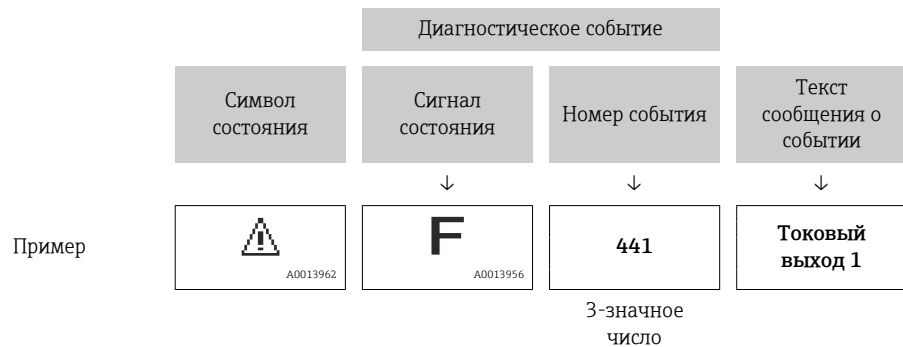 Диагностическое событие
Символ
состояния
Сигнал
состояния
Номер события
Текст
сообщения о
событии
↓ ↓ ↓
Пример
A0013962
F
A0013956
441
Токовый
выход 1
3-значное
число